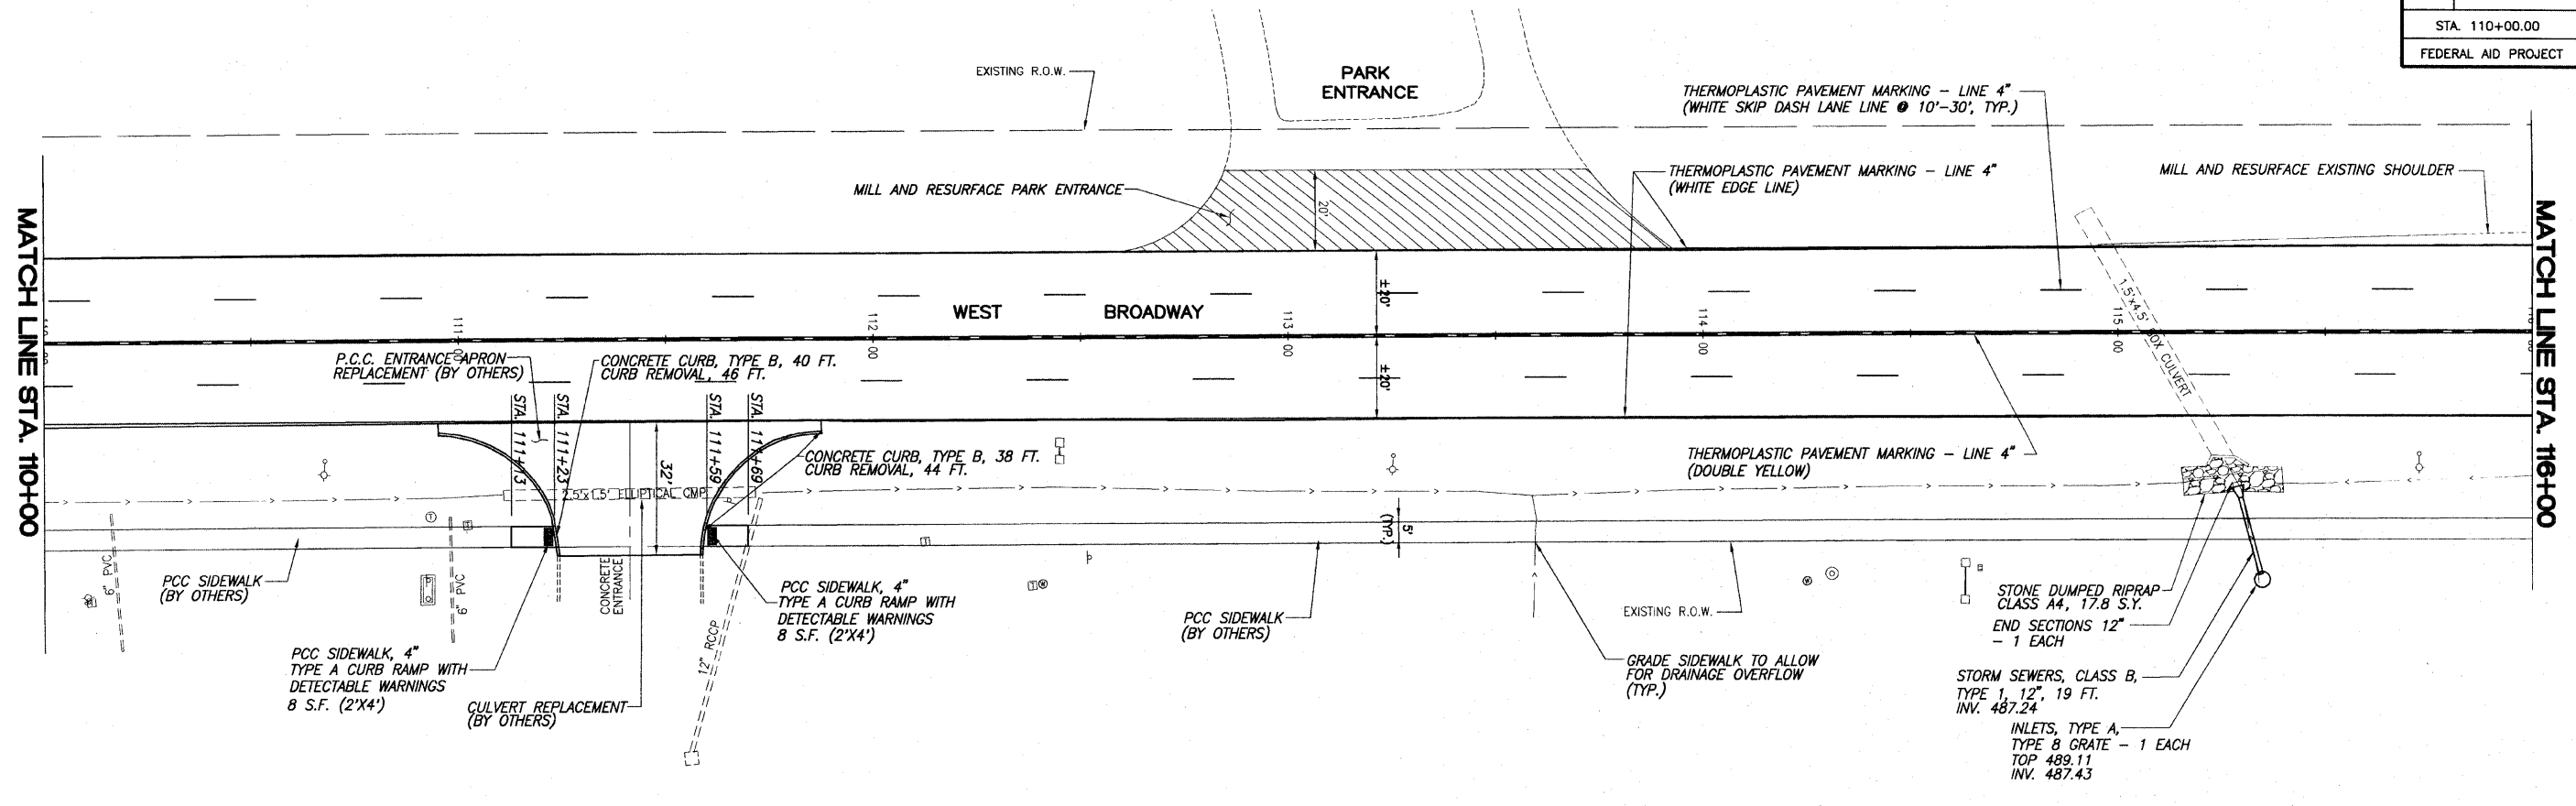 STA. 110+00.00
FEDERAL AID PROJECT
EXISTING R.O.W.
PARK
ENTRANCE
THERMOPLASTIC PAVEMENT MARKING – LINE 4"
(WHITE SKIP DASH LANE LINE @ 10'-30', TYP.)
MILL AND RESURFACE PARK ENTRANCE
20'
THERMOPLASTIC PAVEMENT MARKING – LINE 4"
(WHITE EDGE LINE)
MILL AND RESURFACE EXISTING SHOULDER
MATCH LINE STA. 110+00
MATCH LINE STA. 116+00
WEST BROADWAY
±20'
±20'
1.5'x4.5' BOX CULVERT
111+00
112+00
113+00
114+00
115+00
P.C.C. ENTRANCE APRON
REPLACEMENT (BY OTHERS)
CONCRETE CURB, TYPE B, 40 FT.
CURB REMOVAL, 46 FT.
STA. 111+13
STA. 111+23
STA. 111+59
STA. 111+69
32'
CONCRETE CURB, TYPE B, 38 FT.
CURB REMOVAL, 44 FT.
2.5'x1.5' ELLIPTICAL CMP
THERMOPLASTIC PAVEMENT MARKING – LINE 4"
(DOUBLE YELLOW)
5'
(TYP.)
PCC SIDEWALK
(BY OTHERS)
6" PVC
6" PVC
CONCRETE
ENTRANCE
12" RCCP
PCC SIDEWALK, 4"
TYPE A CURB RAMP WITH
DETECTABLE WARNINGS
8 S.F. (2'X4')
PCC SIDEWALK, 4"
TYPE A CURB RAMP WITH
DETECTABLE WARNINGS
8 S.F. (2'X4')
CULVERT REPLACEMENT
(BY OTHERS)
PCC SIDEWALK
(BY OTHERS)
EXISTING R.O.W.
GRADE SIDEWALK TO ALLOW
FOR DRAINAGE OVERFLOW
(TYP.)
STONE DUMPED RIPRAP
CLASS A4, 17.8 S.Y.
END SECTIONS 12"
– 1 EACH
STORM SEWERS, CLASS B,
TYPE 1, 12", 19 FT.
INV. 487.24
INLETS, TYPE A,
TYPE 8 GRATE – 1 EACH
TOP 489.11
INV. 487.43